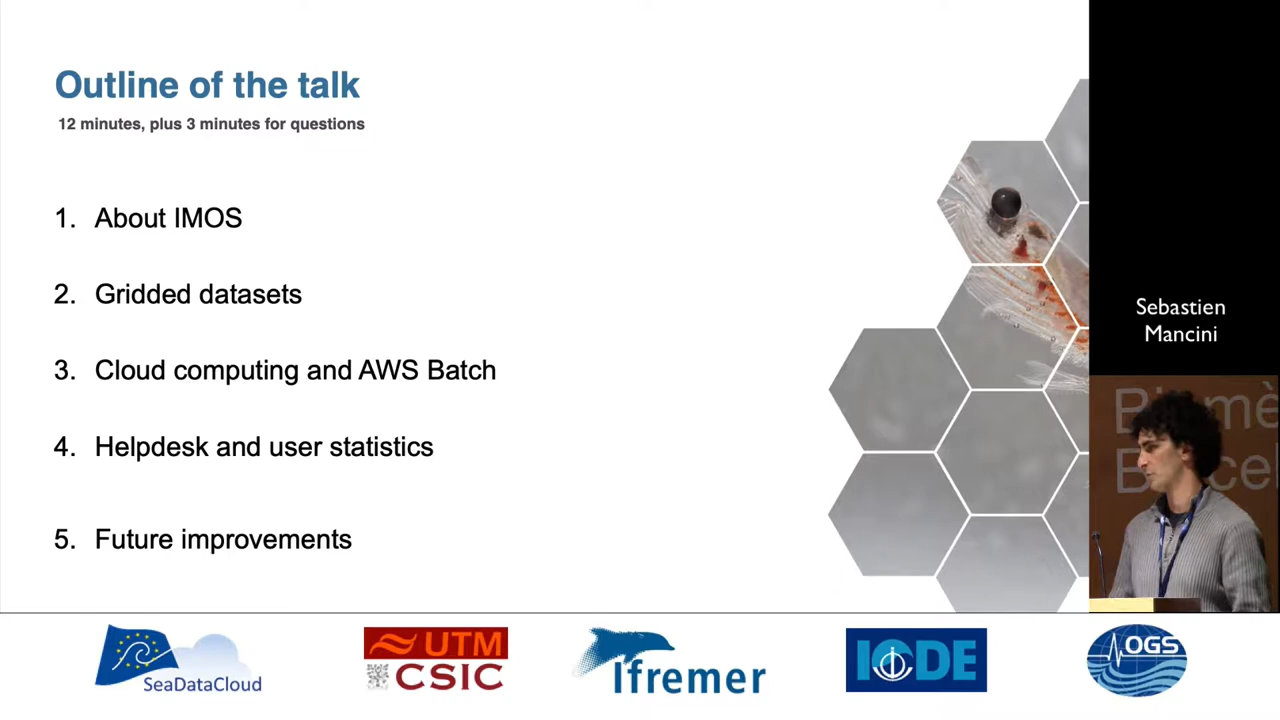 Outline of the talk
12 minutes, plus 3 minutes for questions
1. About IMOS
2. Gridded datasets
3. Cloud computing and AWS Batch
4. Helpdesk and user statistics
5. Future improvements
Sebastien
Mancini
SeaDataCloud
UTM
CSIC
Ifremer
IODE
OGS